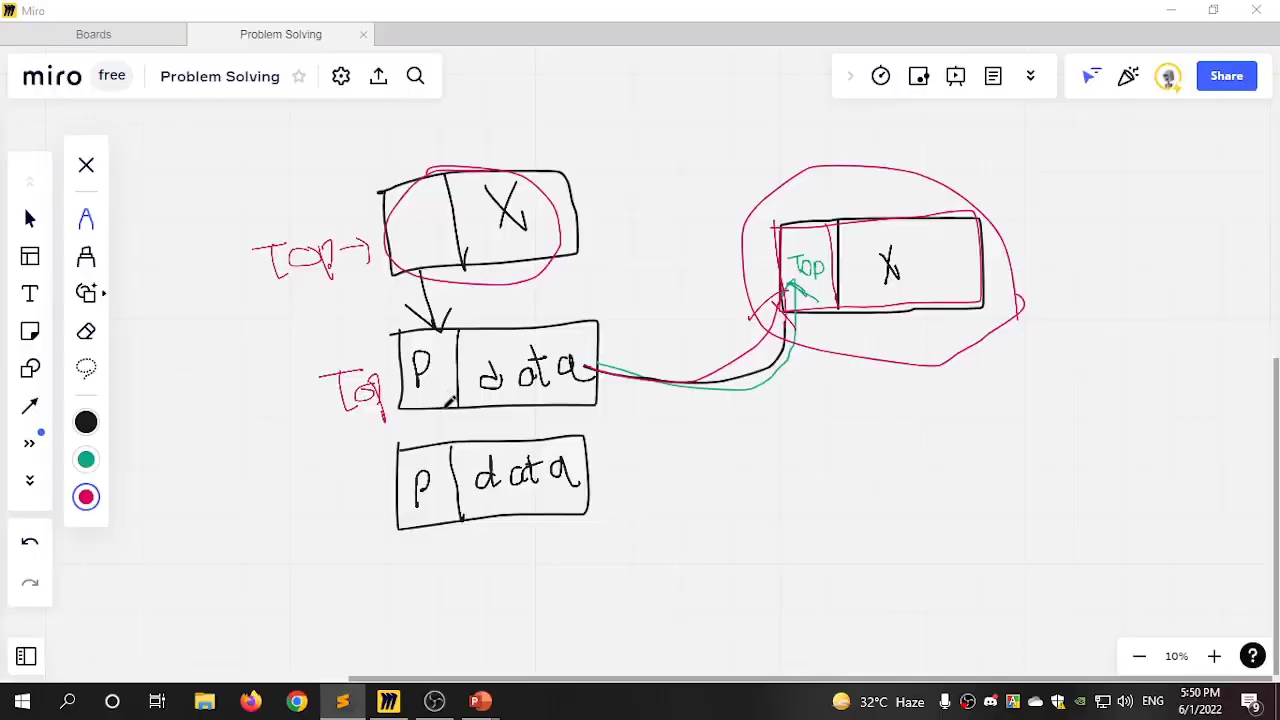 Miro
Boards
Problem Solving
miro
free
Problem Solving
Share
X
TOP
TOP
X
P
data
Top
P
data
10%
32°C Haze
ENG
5:50 PM
6/1/2022
9